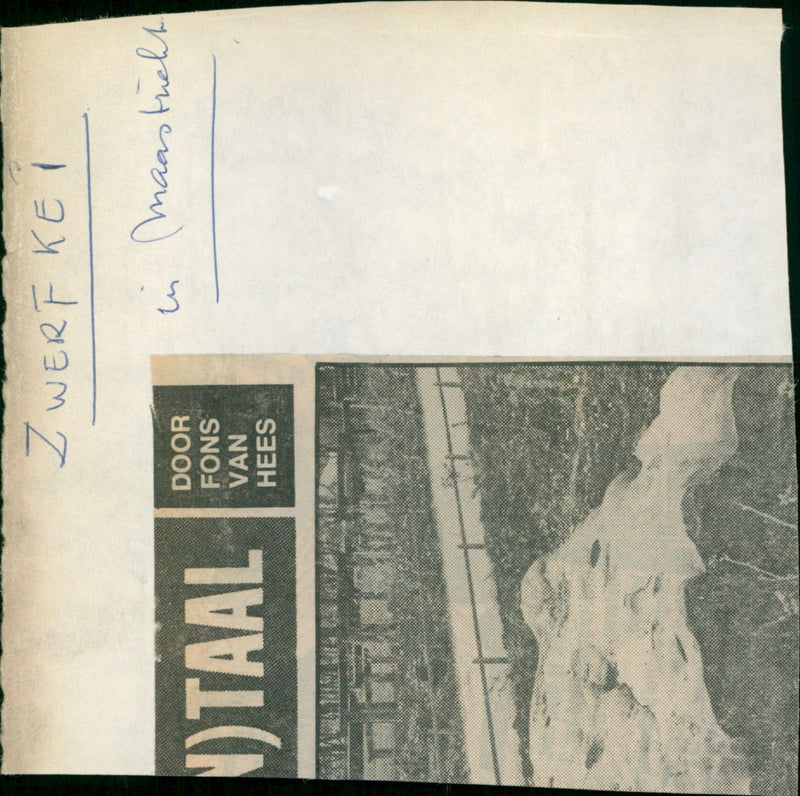 ZWERFKEI
in Maastricht
N)TAAL
DOOR
FONS
VAN
HEES